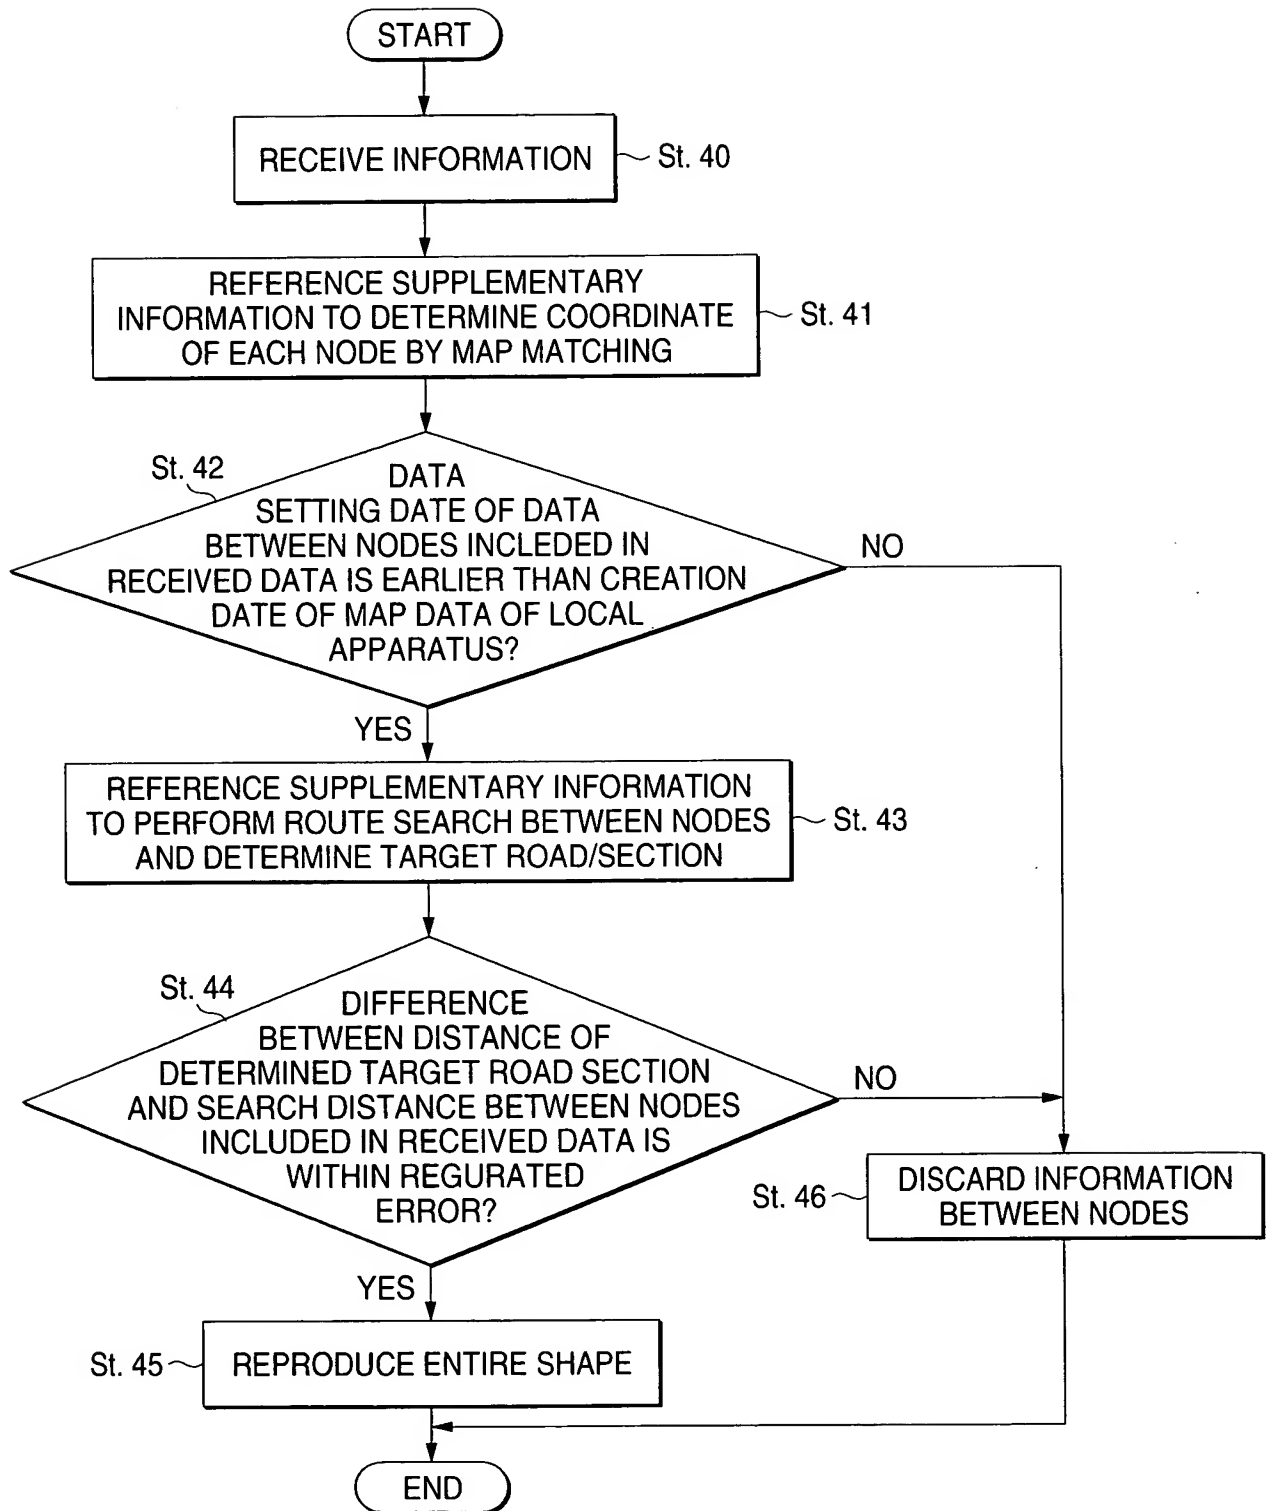 START
RECEIVE INFORMATION
St. 40
REFERENCE SUPPLEMENTARY
INFORMATION TO DETERMINE COORDINATE
OF EACH NODE BY MAP MATCHING
St. 41
St. 42
DATA
SETTING DATE OF DATA
BETWEEN NODES INCLEDED IN
RECEIVED DATA IS EARLIER THAN CREATION
DATE OF MAP DATA OF LOCAL
APPARATUS?
NO
YES
REFERENCE SUPPLEMENTARY INFORMATION
TO PERFORM ROUTE SEARCH BETWEEN NODES
AND DETERMINE TARGET ROAD/SECTION
St. 43
St. 44
DIFFERENCE
BETWEEN DISTANCE OF
DETERMINED TARGET ROAD SECTION
AND SEARCH DISTANCE BETWEEN NODES
INCLUDED IN RECEIVED DATA IS
WITHIN REGURATED
ERROR?
NO
YES
St. 46
DISCARD INFORMATION
BETWEEN NODES
St. 45
REPRODUCE ENTIRE SHAPE
END